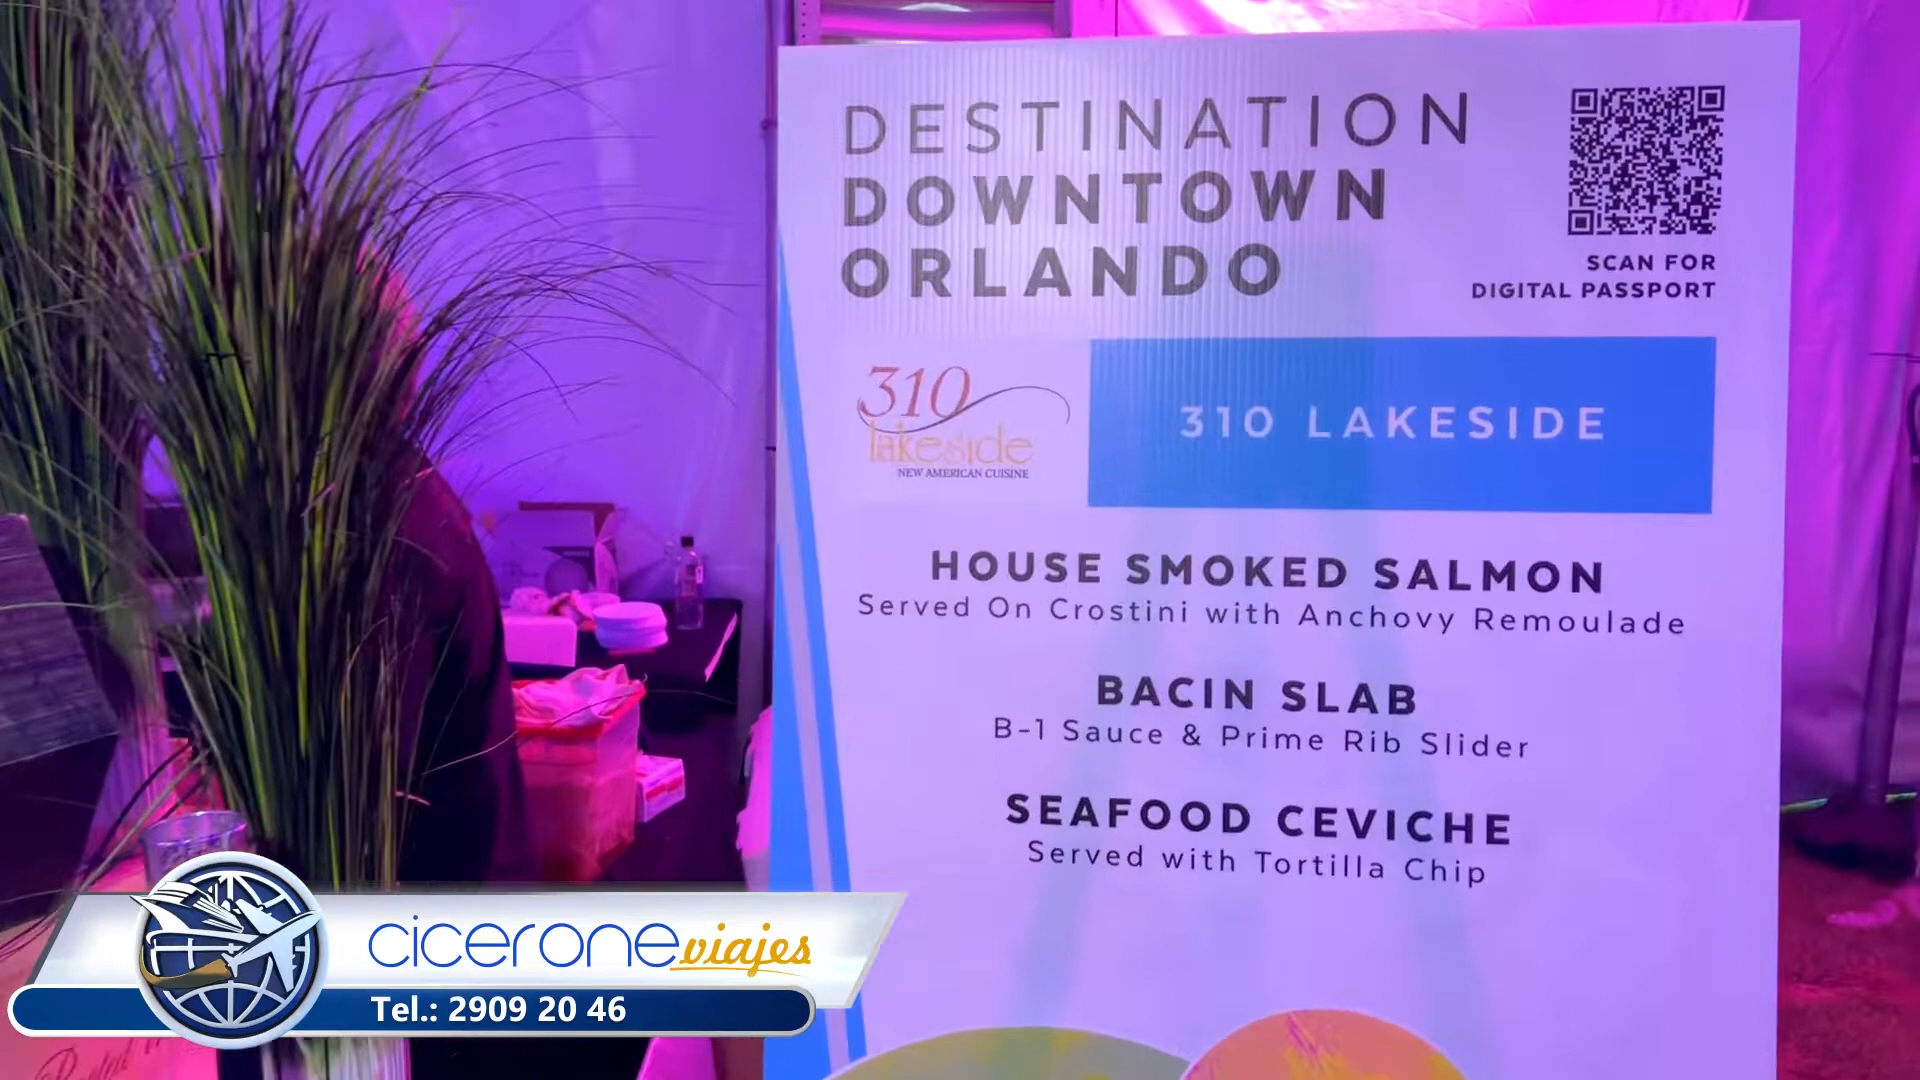 DESTINATION
DOWNTOWN
ORLANDO
SCAN FOR
DIGITAL PASSPORT
310
lakeside
NEW AMERICAN CUISINE
310 LAKESIDE
HOUSE SMOKED SALMON
Served On Crostini with Anchovy Remoulade
BACIN SLAB
B-1 Sauce & Prime Rib Slider
SEAFOOD CEVICHE
Served with Tortilla Chip
cicerone viajes
Tel.: 2909 20 46